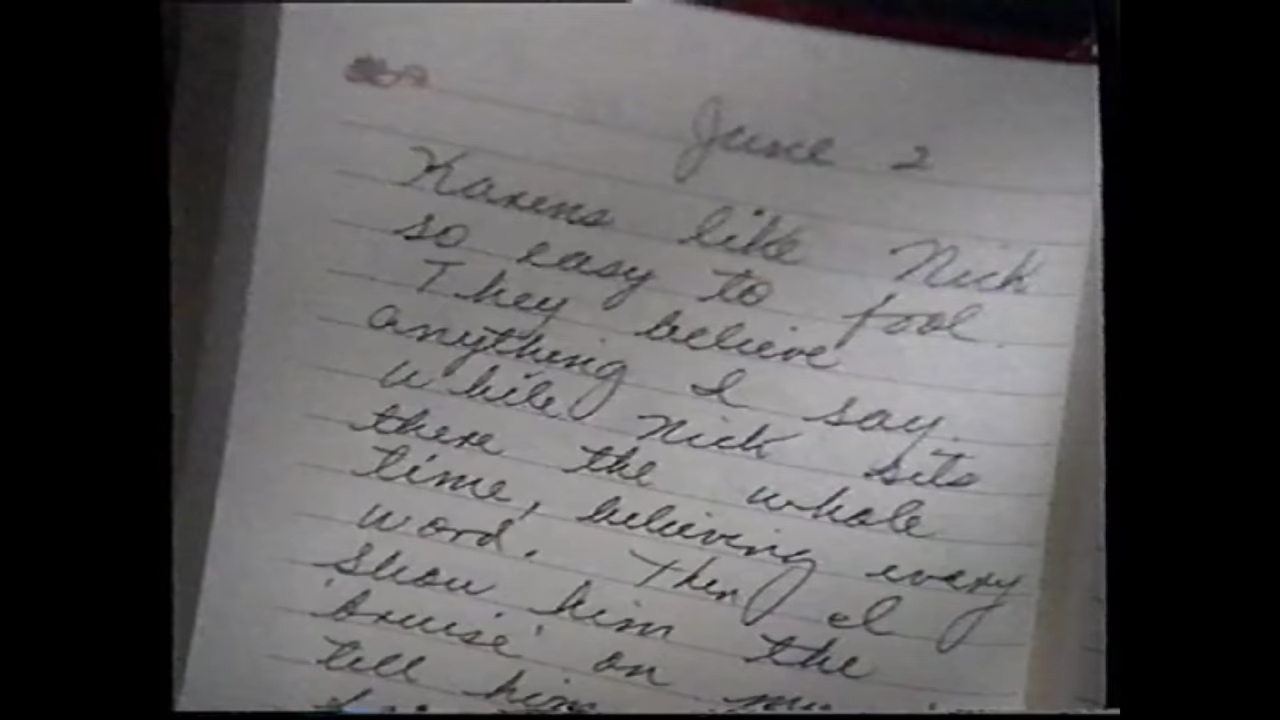 June 2
Karens like Nick
so easy to fool.
They believe
anything I say.
while Nick sits
there the whole
time, believing every
word. Then I
show him the
'bruise' on my
tell him